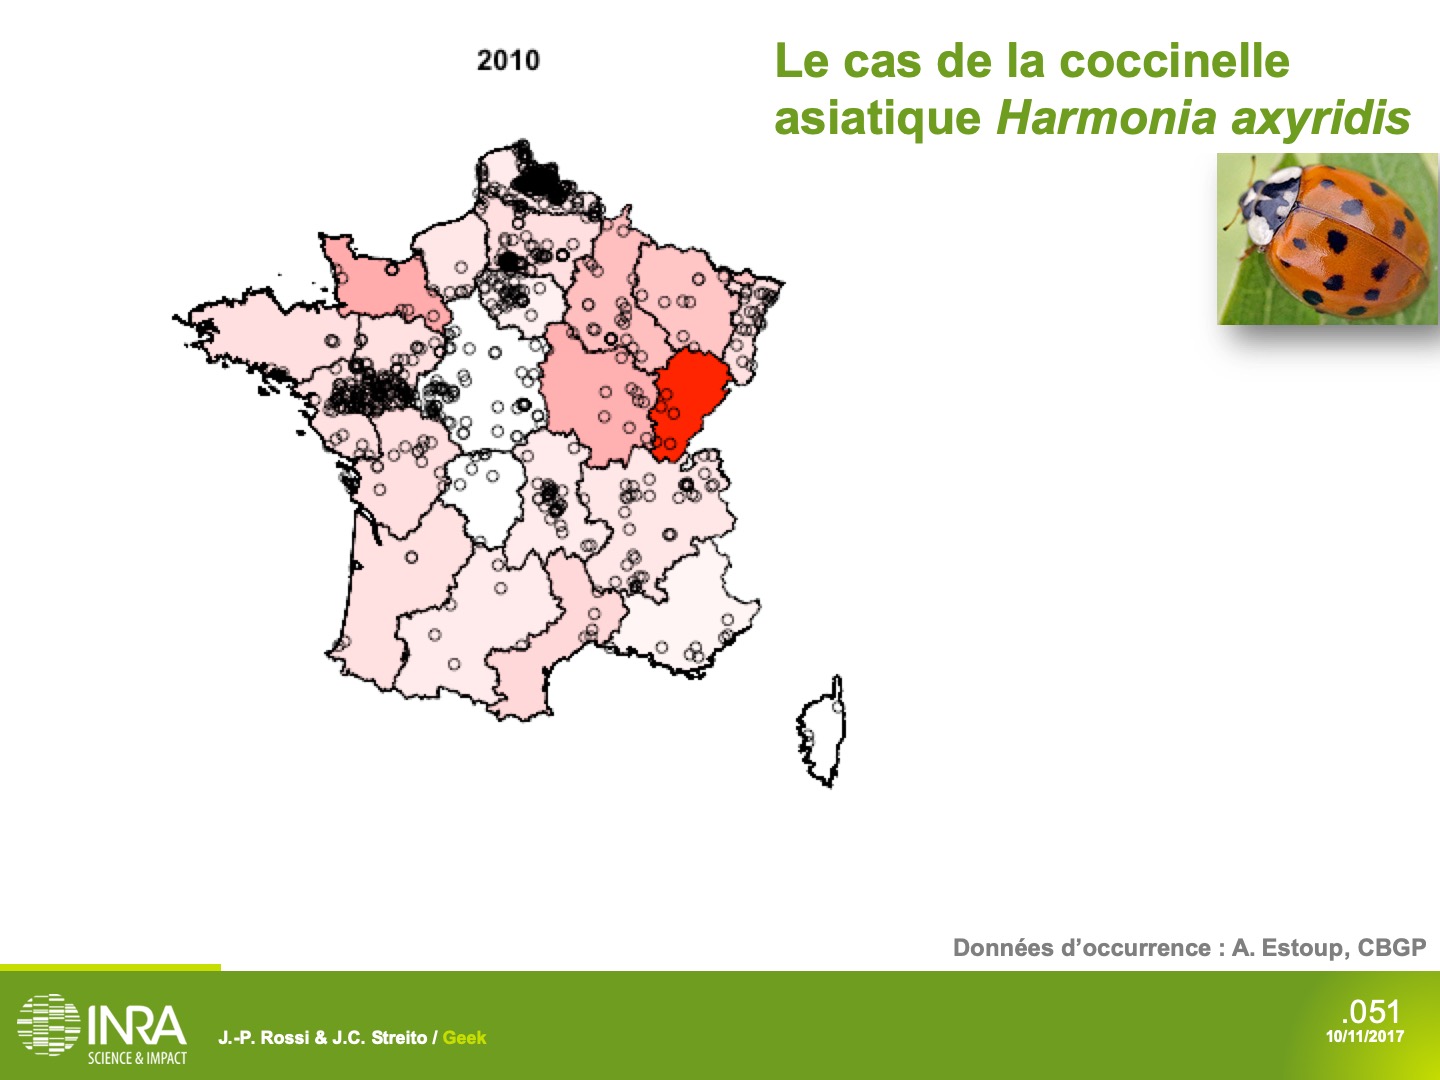 2010
Le cas de la coccinelle
asiatique Harmonia axyridis
Données d’occurrence : A. Estoup, CBGP
INRA
SCIENCE & IMPACT
J.-P. Rossi & J.C. Streito / Geek
.051
10/11/2017